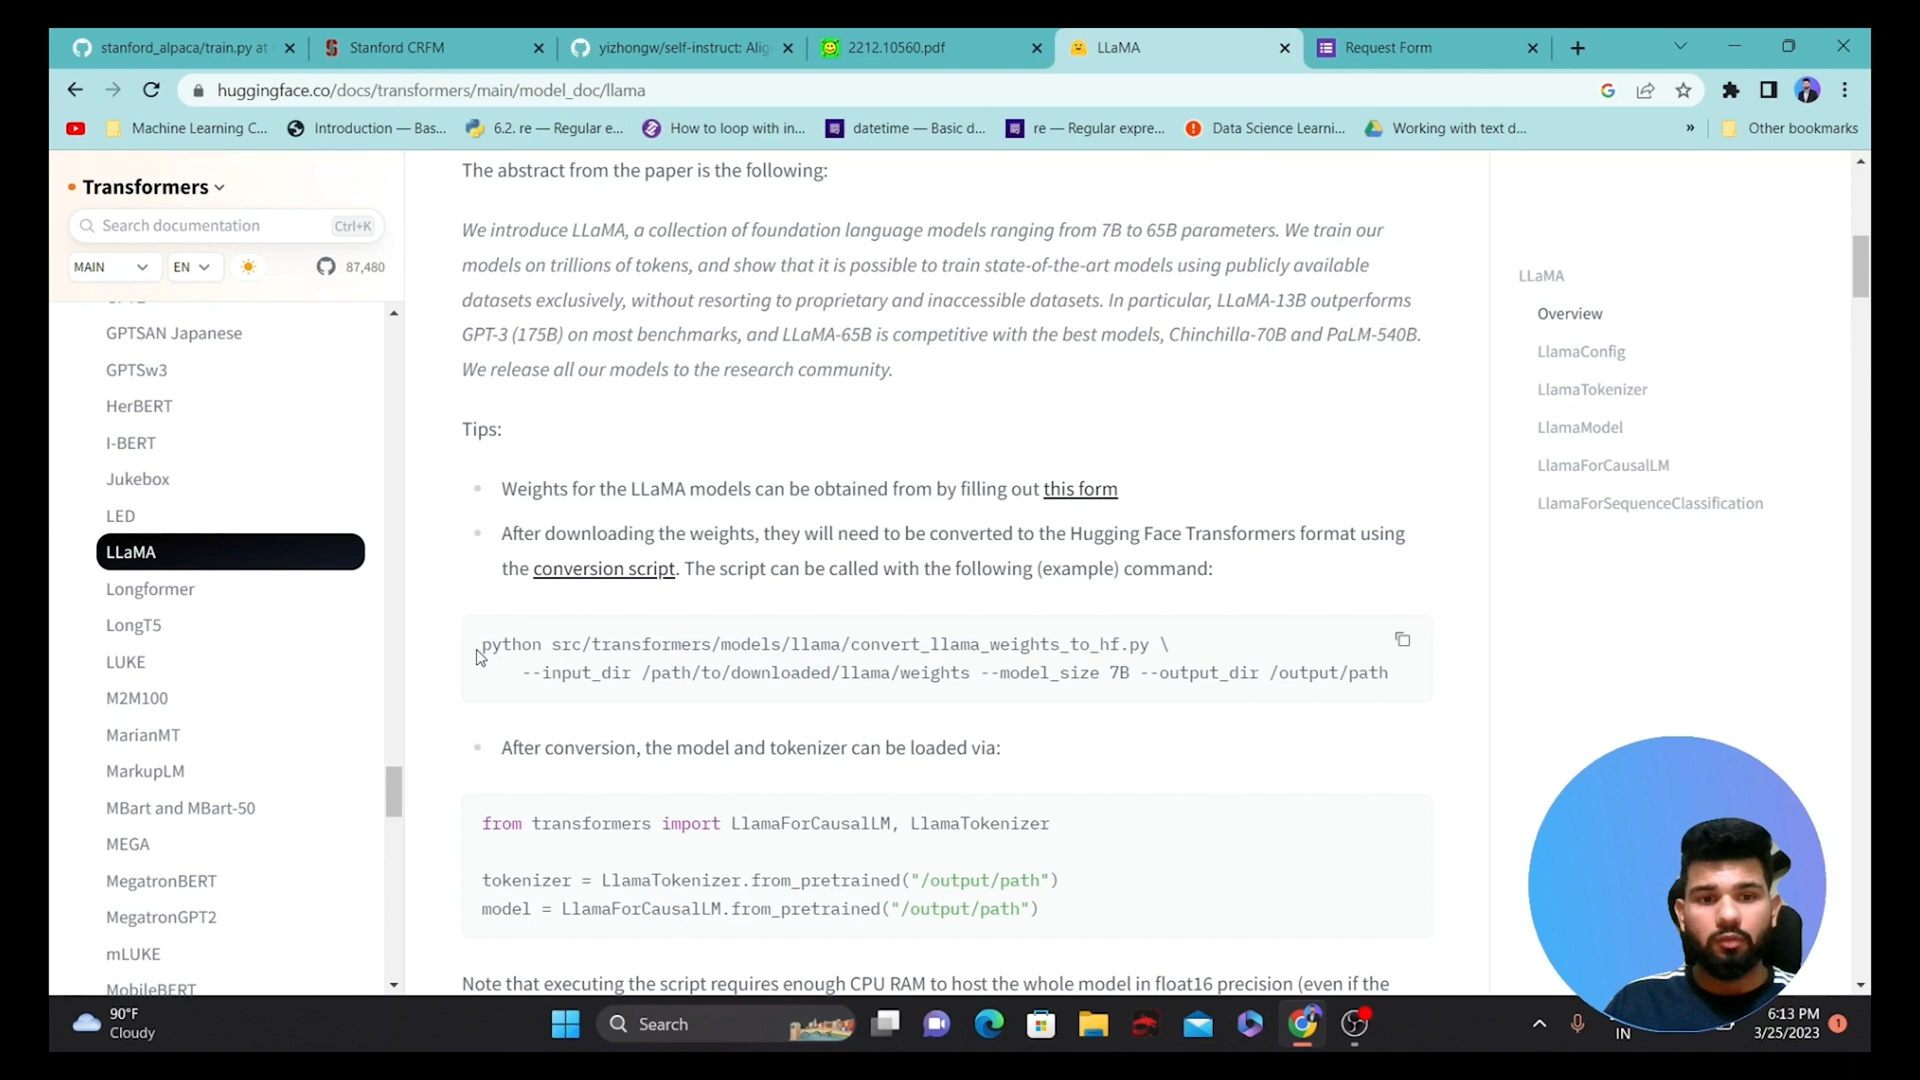 stanford_alpaca/train.py at
Stanford CRFM
yizhongw/self-instruct: Alig
2212.10560.pdf
LLaMA
Request Form
huggingface.co/docs/transformers/main/model_doc/llama
Machine Learning C...
Introduction — Bas...
6.2. re — Regular e...
How to loop with in...
datetime — Basic d...
re — Regular expre...
Data Science Learni...
Working with text d...
»
Other bookmarks
Transformers
Search documentation
Ctrl+K
MAIN
EN
87,480
GPTSAN Japanese
GPTSw3
HerBERT
I-BERT
Jukebox
LED
LLaMA
Longformer
LongT5
LUKE
M2M100
MarianMT
MarkupLM
MBart and MBart-50
MEGA
MegatronBERT
MegatronGPT2
mLUKE
MobileBERT
The abstract from the paper is the following:
We introduce LLaMA, a collection of foundation language models ranging from 7B to 65B parameters. We train our
models on trillions of tokens, and show that it is possible to train state-of-the-art models using publicly available
datasets exclusively, without resorting to proprietary and inaccessible datasets. In particular, LLaMA-13B outperforms
GPT-3 (175B) on most benchmarks, and LLaMA-65B is competitive with the best models, Chinchilla-70B and PaLM-540B.
We release all our models to the research community.
Tips:
Weights for the LLaMA models can be obtained from by filling out this form
After downloading the weights, they will need to be converted to the Hugging Face Transformers format using
the conversion script. The script can be called with the following (example) command:
python src/transformers/models/llama/convert_llama_weights_to_hf.py \
--input_dir /path/to/downloaded/llama/weights --model_size 7B --output_dir /output/path
After conversion, the model and tokenizer can be loaded via:
from transformers import LlamaForCausalLM, LlamaTokenizer
tokenizer = LlamaTokenizer.from_pretrained("/output/path")
model = LlamaForCausalLM.from_pretrained("/output/path")
Note that executing the script requires enough CPU RAM to host the whole model in float16 precision (even if the
LLaMA
Overview
LlamaConfig
LlamaTokenizer
LlamaModel
LlamaForCausalLM
LlamaForSequenceClassification
90°F
Cloudy
Search
IN
6:13 PM
3/25/2023
1